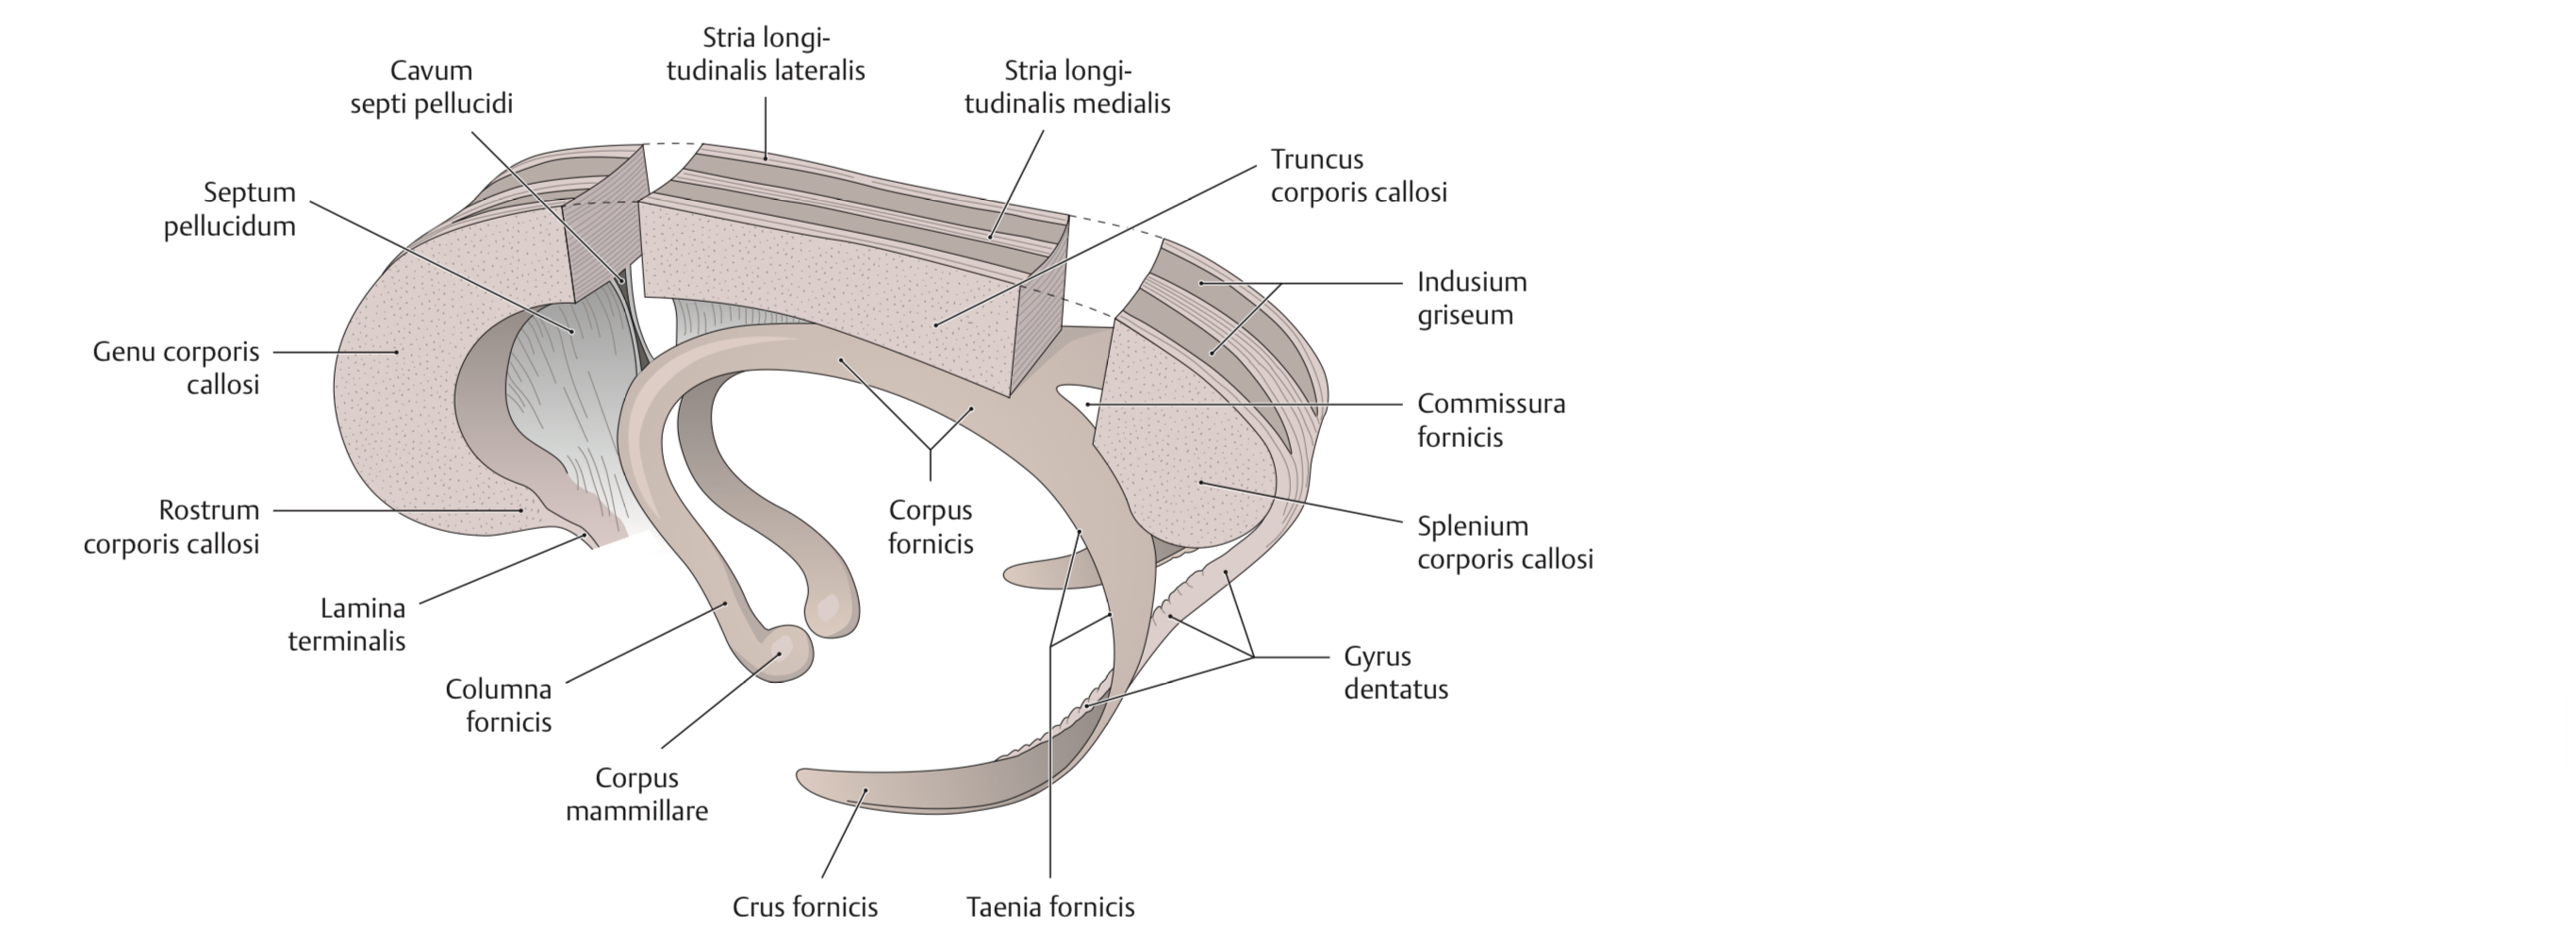 Stria longi-
tudinalis lateralis
Cavum
septi pellucidi
Stria longi-
tudinalis medialis
Truncus
corporis callosi
Septum
pellucidum
Indusium
griseum
Genu corporis
callosi
Commissura
fornicis
Rostrum
corporis callosi
Corpus
fornicis
Splenium
corporis callosi
Lamina
terminalis
Gyrus
dentatus
Columna
fornicis
Corpus
mammillare
Crus fornicis
Taenia fornicis